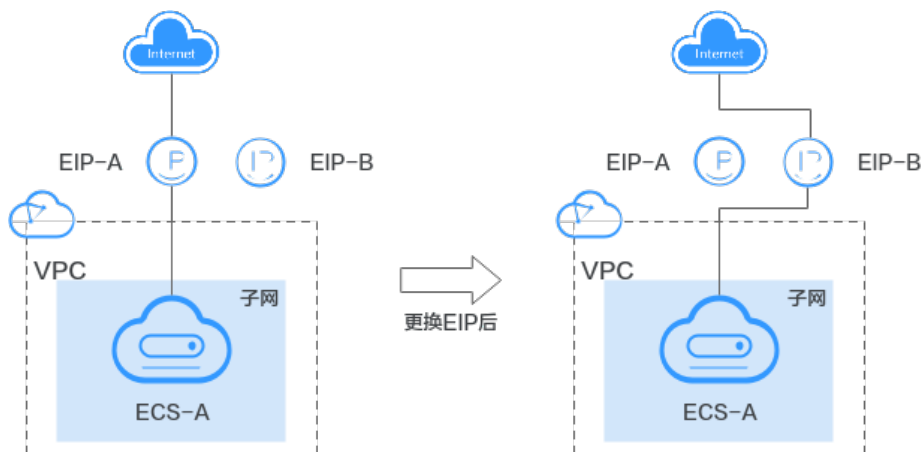 Internet
EIP-A
EIP-B
VPC
子网
ECS-A
更换EIP后
Internet
EIP-A
EIP-B
VPC
子网
ECS-A